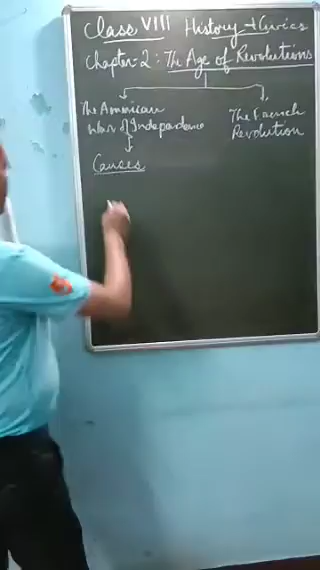 Class VIII History & Civics
Chapter-2: The Age of Revolutions
The American
War of Independence
The French
Revolution
Causes